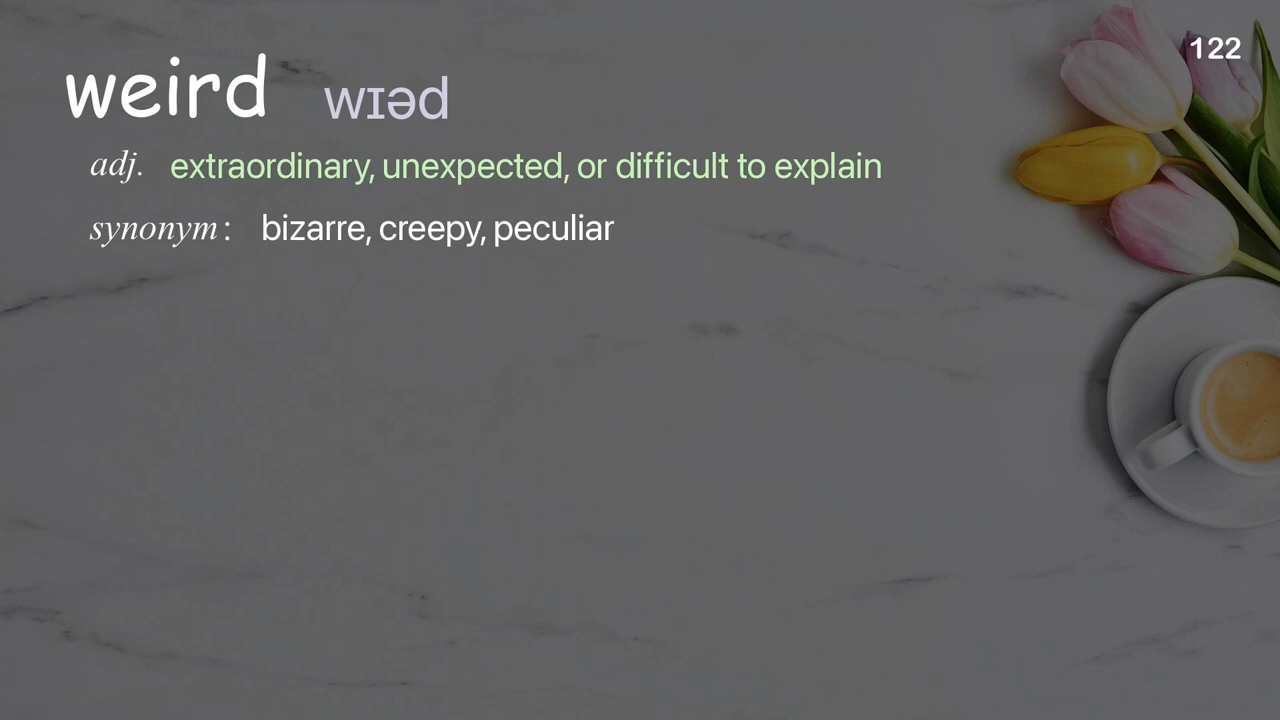 122
weird wɪəd
adj. extraordinary, unexpected, or difficult to explain
synonym: bizarre, creepy, peculiar